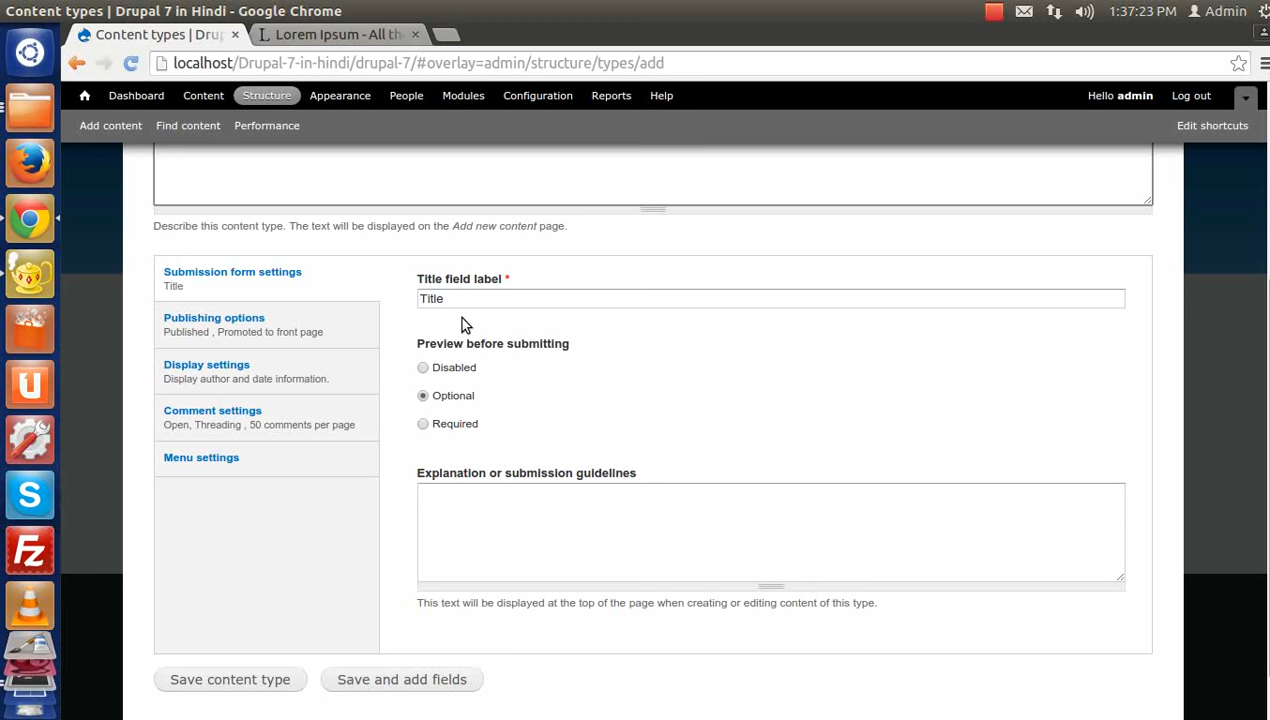 Content types | Drupal 7 in Hindi - Google Chrome
1:37:23 PM Admin
Content types | Dru
Lorem Ipsum - All the
localhost/Drupal-7-in-hindi/drupal-7/#overlay=admin/structure/types/add
Dashboard Content Structure Appearance People Modules Configuration Reports Help Hello admin Log out
Add content Find content Performance Edit shortcuts
Describe this content type. The text will be displayed on the Add new content page.
Submission form settings
Title
Publishing options
Published , Promoted to front page
Display settings
Display author and date information.
Comment settings
Open, Threading , 50 comments per page
Menu settings
Title field label *
Title
Preview before submitting
Disabled
Optional
Required
Explanation or submission guidelines
This text will be displayed at the top of the page when creating or editing content of this type.
Save content type Save and add fields